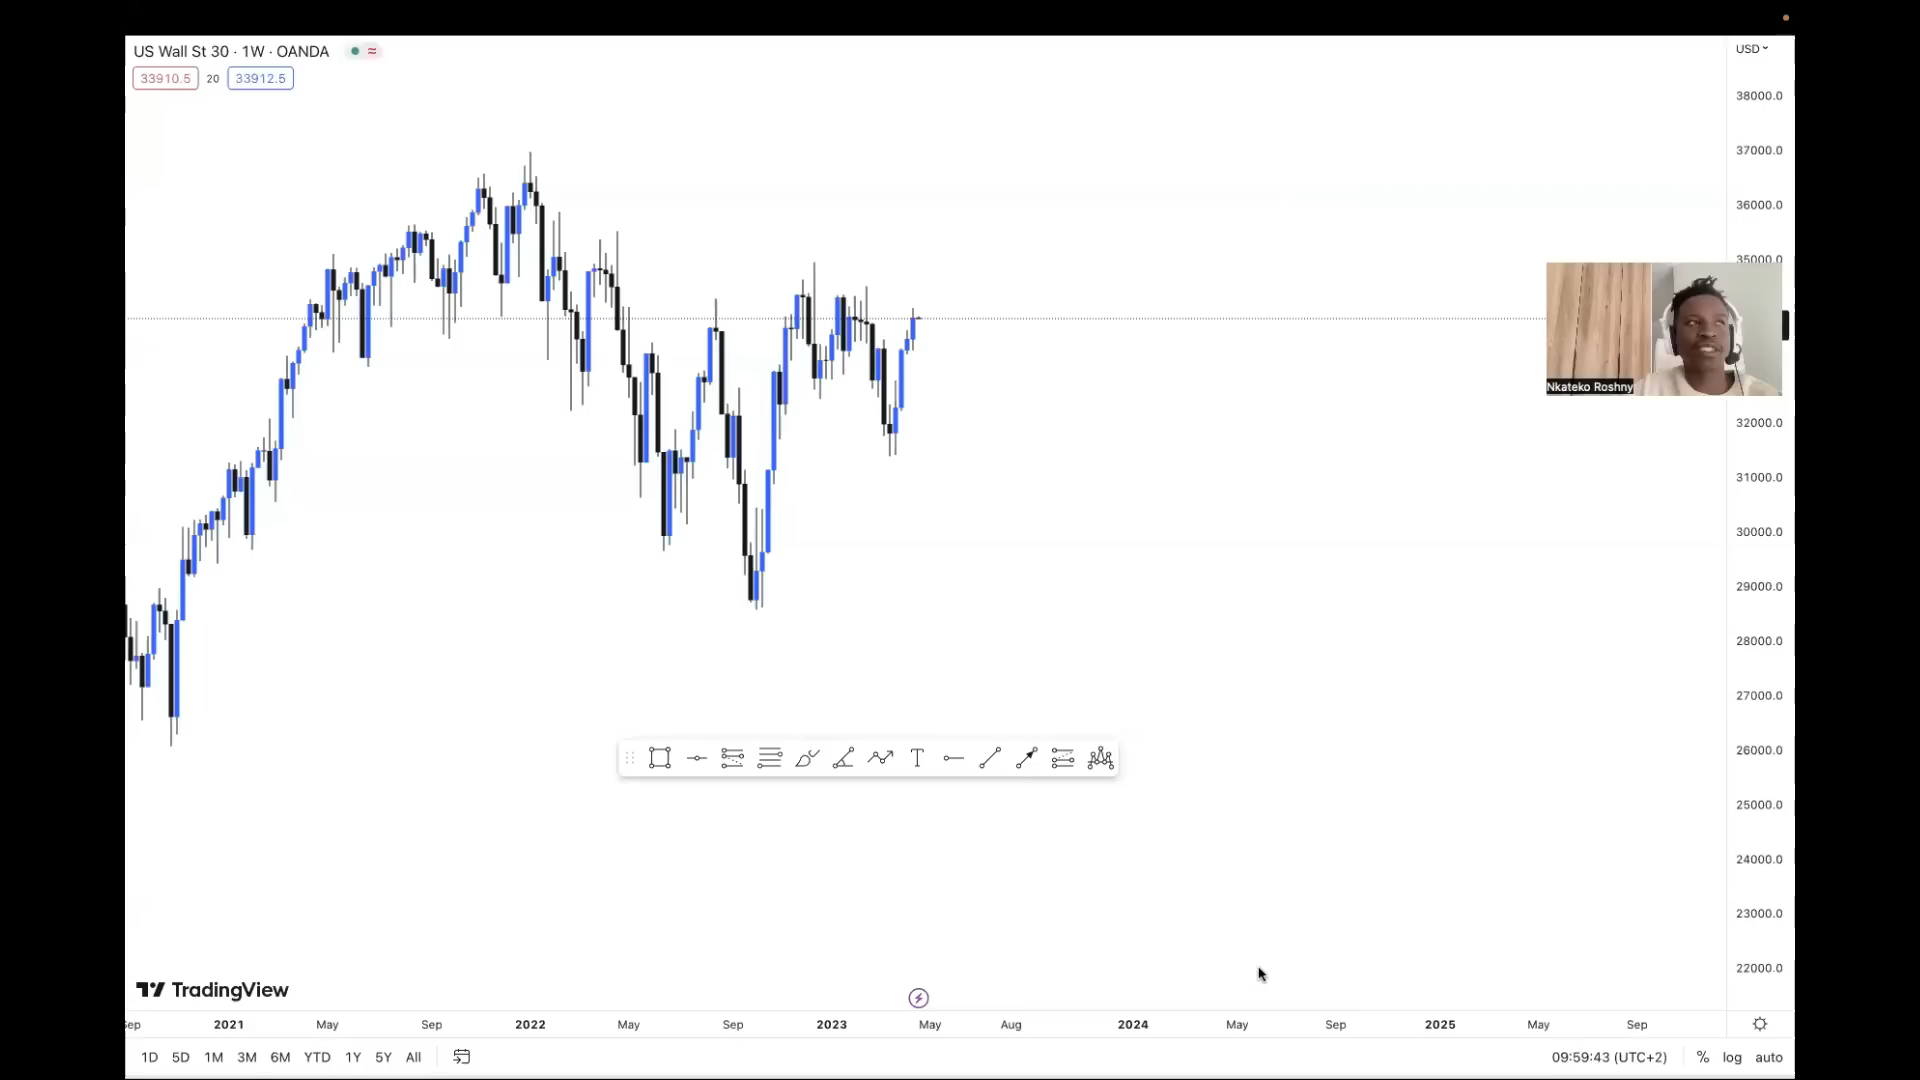 US Wall St 30 · 1W · OANDA
33910.5 20 33912.5
USD
38000.0
37000.0
36000.0
35000.0
32000.0
31000.0
30000.0
29000.0
28000.0
27000.0
26000.0
25000.0
24000.0
23000.0
22000.0
Nkateko Roshny
T
TradingView
Sep 2021 May Sep 2022 May Sep 2023 May Aug 2024 May Sep 2025 May Sep
1D 5D 1M 3M 6M YTD 1Y 5Y All 09:59:43 (UTC+2) % log auto